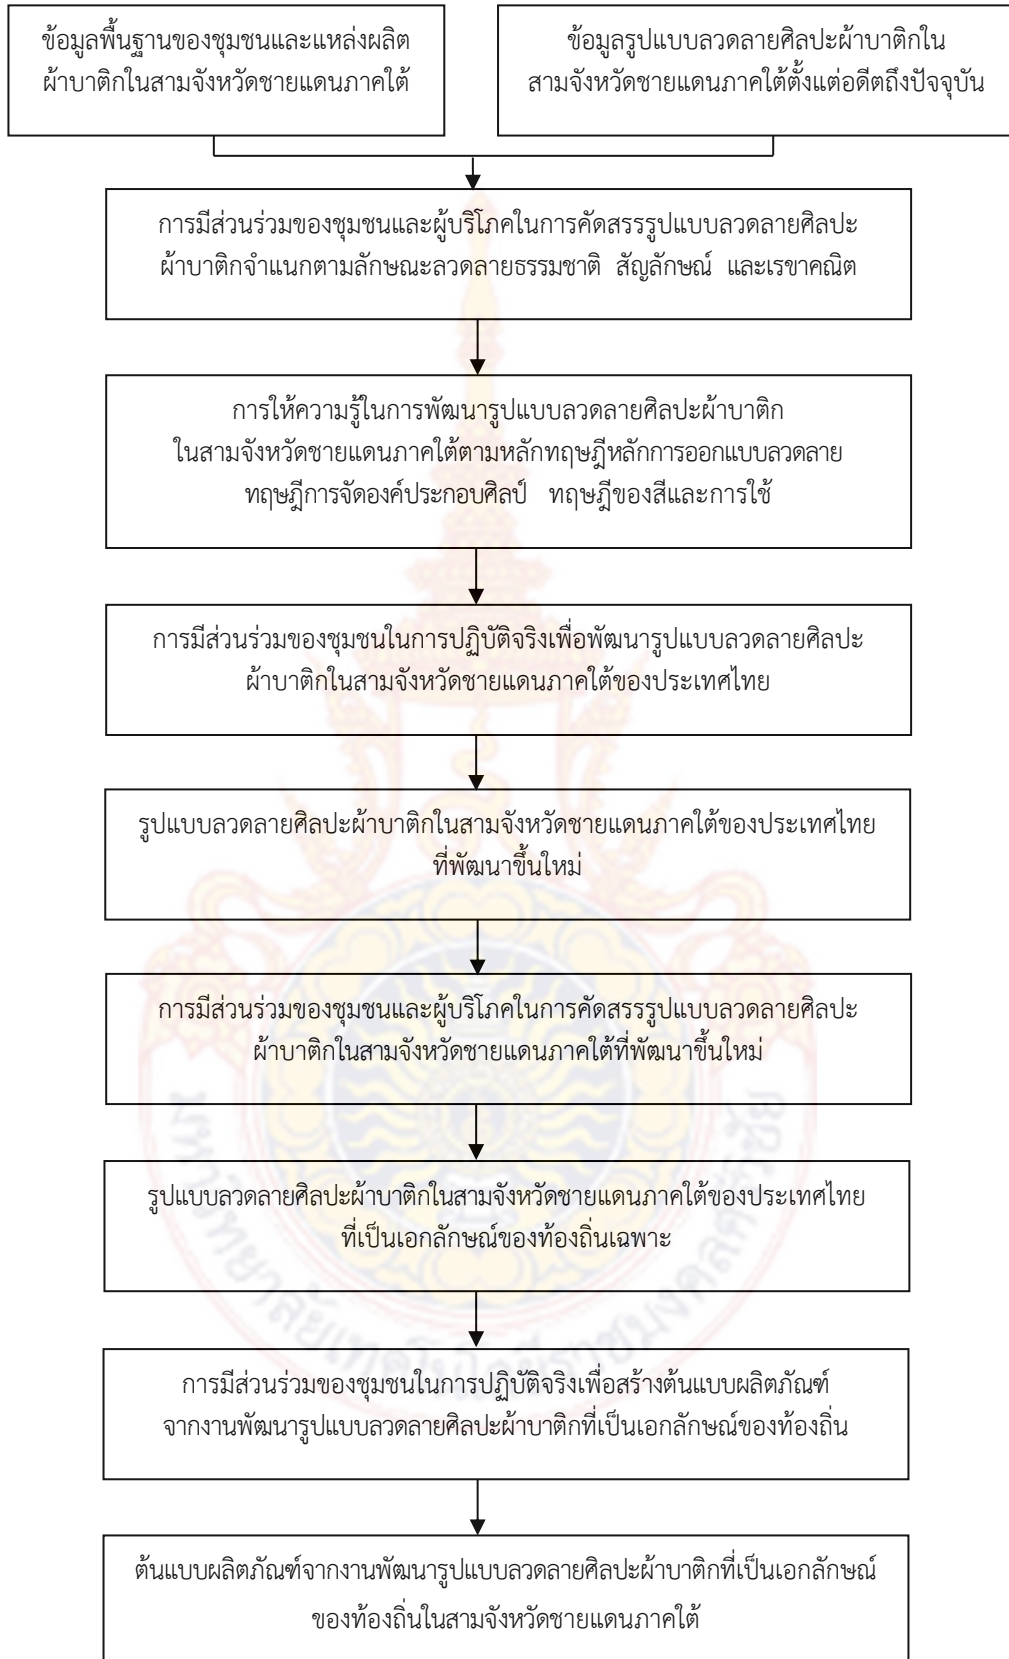 ข้อมูลพื้นฐานของชุมชนและแหล่งผลิต
ผ้าบาติกในสามจังหวัดชายแดนภาคใต้
ข้อมูลรูปแบบลวดลายศิลปะผ้าบาติกใน
สามจังหวัดชายแดนภาคใต้ตั้งแต่อดีตถึงปัจจุบัน
การมีส่วนร่วมของชุมชนและผู้บริโภคในการคัดสรรรูปแบบลวดลายศิลปะ
ผ้าบาติกจำแนกตามลักษณะลวดลายธรรมชาติ สัญลักษณ์ และเรขาคณิต
การให้ความรู้ในการพัฒนารูปแบบลวดลายศิลปะผ้าบาติก
ในสามจังหวัดชายแดนภาคใต้ตามหลักทฤษฎีหลักการออกแบบลวดลาย
ทฤษฎีการจัดองค์ประกอบศิลป์ ทฤษฎีของสีและการใช้
การมีส่วนร่วมของชุมชนในการปฏิบัติจริงเพื่อพัฒนารูปแบบลวดลายศิลปะ
ผ้าบาติกในสามจังหวัดชายแดนภาคใต้ของประเทศไทย
รูปแบบลวดลายศิลปะผ้าบาติกในสามจังหวัดชายแดนภาคใต้ของประเทศไทย
ที่พัฒนาขึ้นใหม่
การมีส่วนร่วมของชุมชนและผู้บริโภคในการคัดสรรรูปแบบลวดลายศิลปะ
ผ้าบาติกในสามจังหวัดชายแดนภาคใต้ที่พัฒนาขึ้นใหม่
รูปแบบลวดลายศิลปะผ้าบาติกในสามจังหวัดชายแดนภาคใต้ของประเทศไทย
ที่เป็นเอกลักษณ์ของท้องถิ่นเฉพาะ
มหาวิทยาลัยเทคโนโลยีราชมงคลศรีวิชัย
การมีส่วนร่วมของชุมชนในการปฏิบัติจริงเพื่อสร้างต้นแบบผลิตภัณฑ์
จากงานพัฒนารูปแบบลวดลายศิลปะผ้าบาติกที่เป็นเอกลักษณ์ของท้องถิ่น
ต้นแบบผลิตภัณฑ์จากงานพัฒนารูปแบบลวดลายศิลปะผ้าบาติกที่เป็นเอกลักษณ์
ของท้องถิ่นในสามจังหวัดชายแดนภาคใต้